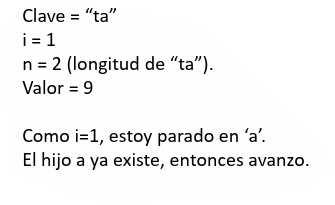 Clave = “ta”
i = 1
n = 2 (longitud de “ta”).
Valor = 9
Como i=1, estoy parado en ‘a’.
El hijo a ya existe, entonces avanzo.